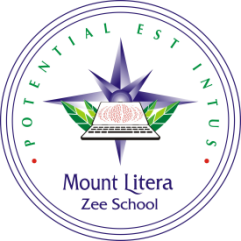 POTENTIAL EST INTUS
Mount Litera
Zee School